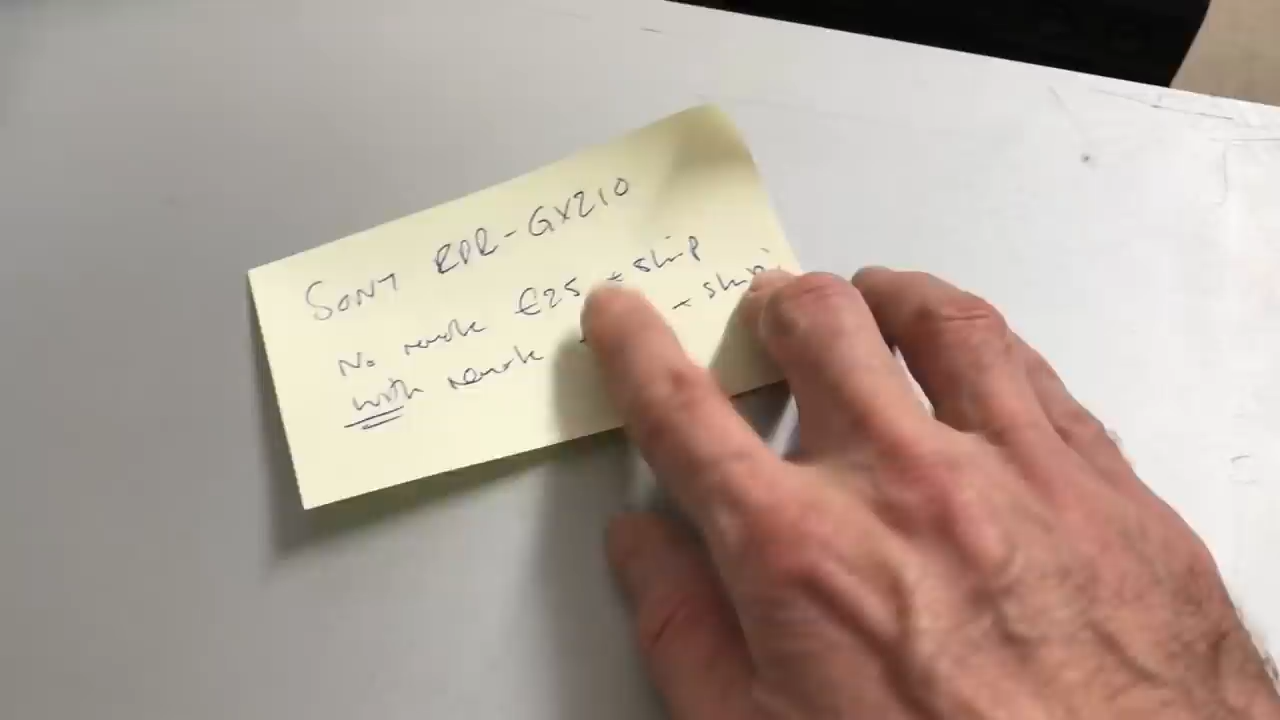 SONY RDR-GX210
No remote €25 + ship
with remote + ship